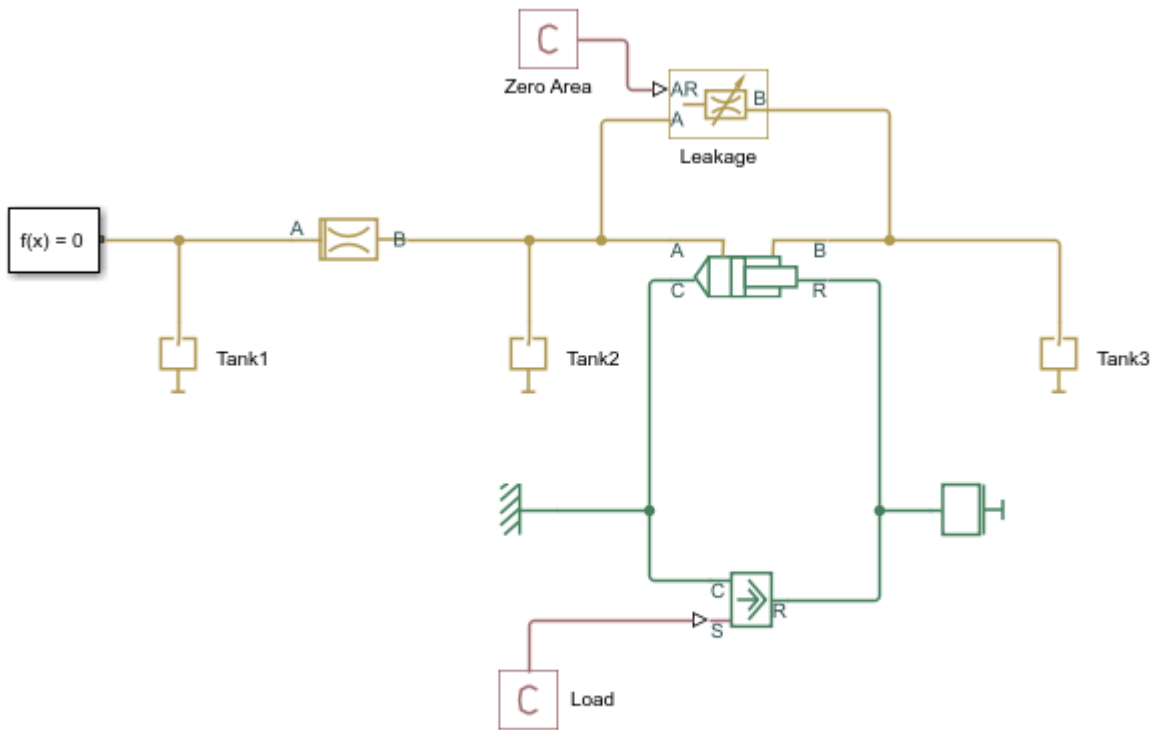 C
Zero Area
AR
B
A
Leakage
f(x) = 0
A
B
A
B
C
R
Tank1
Tank2
Tank3
C
R
S
C
Load